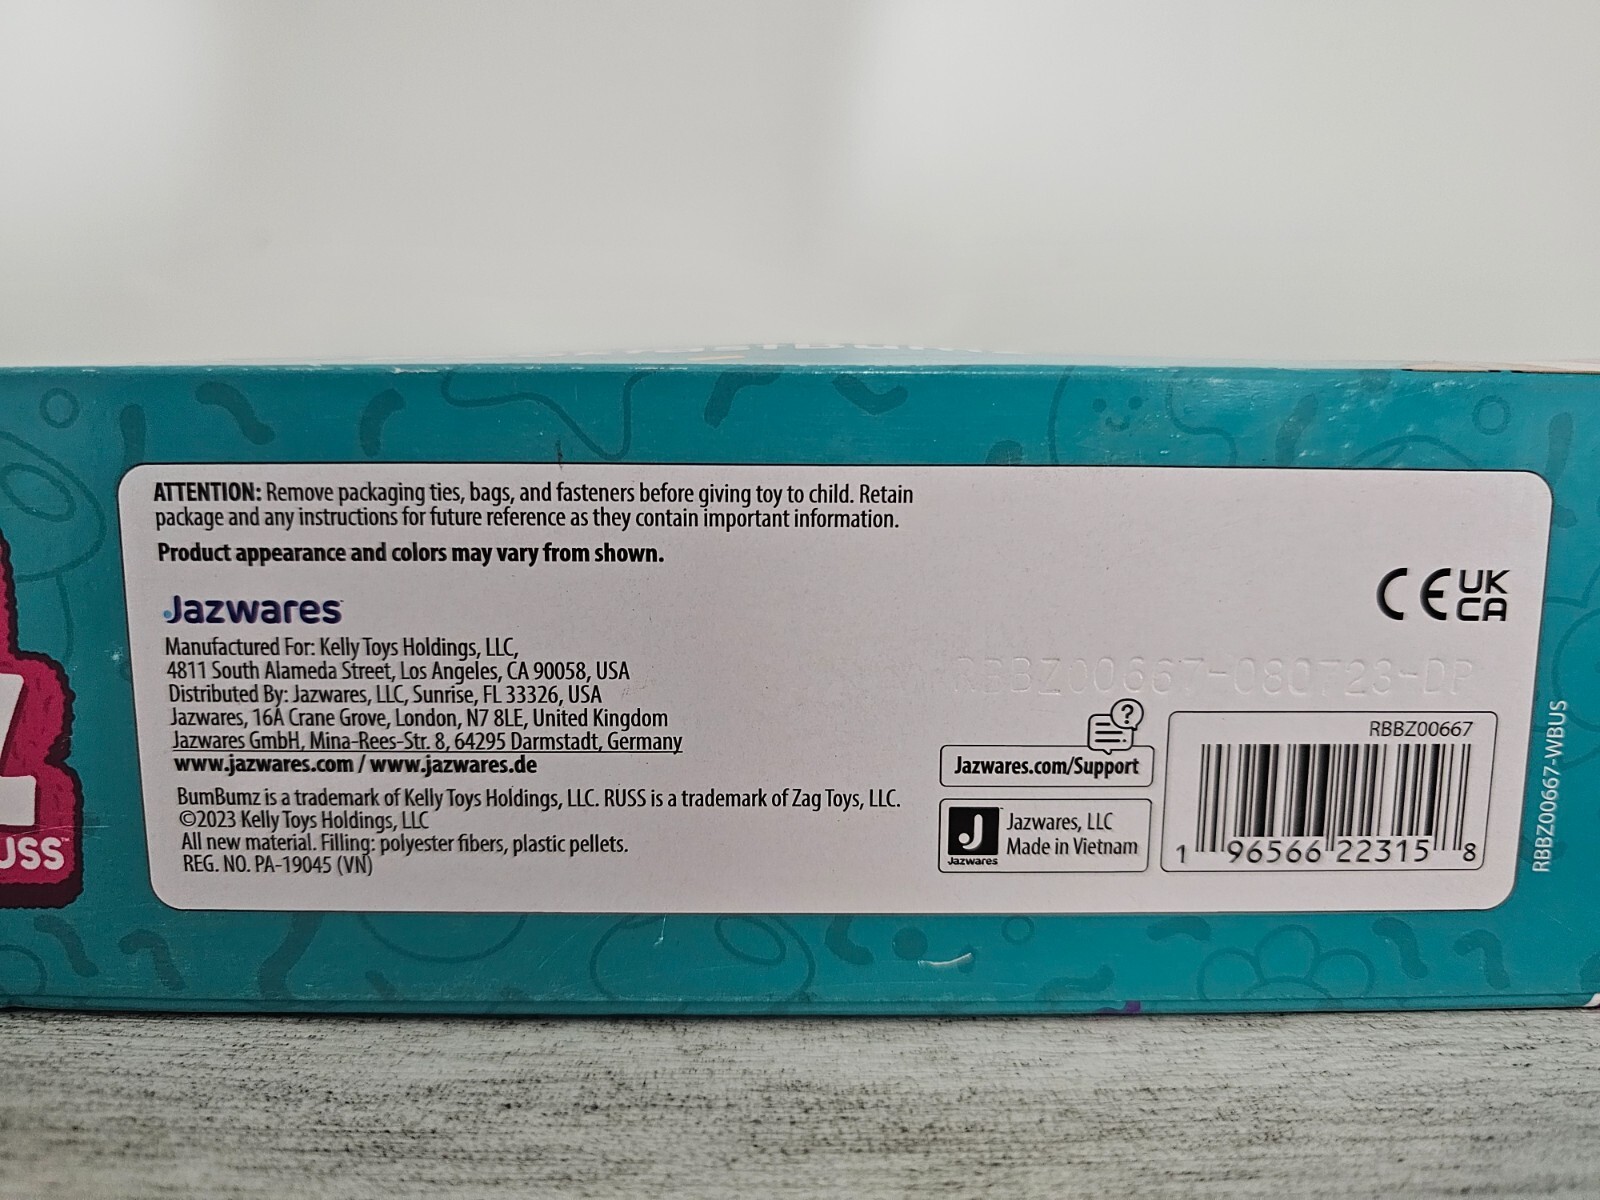 ATTENTION: Remove packaging ties, bags, and fasteners before giving toy to child. Retain
package and any instructions for future reference as they contain important information.
Product appearance and colors may vary from shown.
Jazwares
Manufactured For: Kelly Toys Holdings, LLC,
4811 South Alameda Street, Los Angeles, CA 90058, USA
Distributed By: Jazwares, LLC, Sunrise, FL 33326, USA
Jazwares, 16A Crane Grove, London, N7 8LE, United Kingdom
Jazwares GmbH, Mina-Rees-Str. 8, 64295 Darmstadt, Germany
www.jazwares.com / www.jazwares.de
BumBumz is a trademark of Kelly Toys Holdings, LLC. RUSS is a trademark of Zag Toys, LLC.
©2023 Kelly Toys Holdings, LLC
All new material. Filling: polyester fibers, plastic pellets.
REG. NO. PA-19045 (VN)
CE UK
CA
RBBZ00667-080723-DP
?
Jazwares.com/Support
J
Jazwares
Jazwares, LLC
Made in Vietnam
RBBZ00667
1 96566 22315 8
RBBZ00667-WBUS
Z
USS™